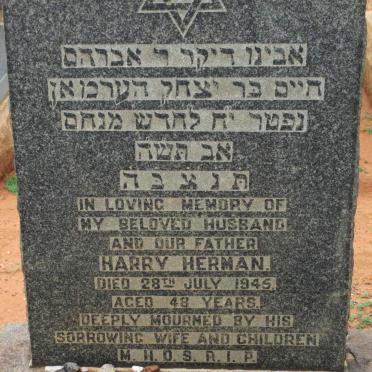 אבינו היקר ר אברהם
חיים בר יצחק הערמאן
נפטר יח לחדש מנחם
אב תשה
ת נ צ ב ה
IN LOVING MEMORY OF
MY BELOVED HUSBAND
AND OUR FATHER
HARRY HERMAN.
DIED 28TH JULY 1945.
AGED 48 YEARS.
DEEPLY MOURNED BY HIS
SORROWING WIFE AND CHILDREN
M.H.D.S.R.I.P.